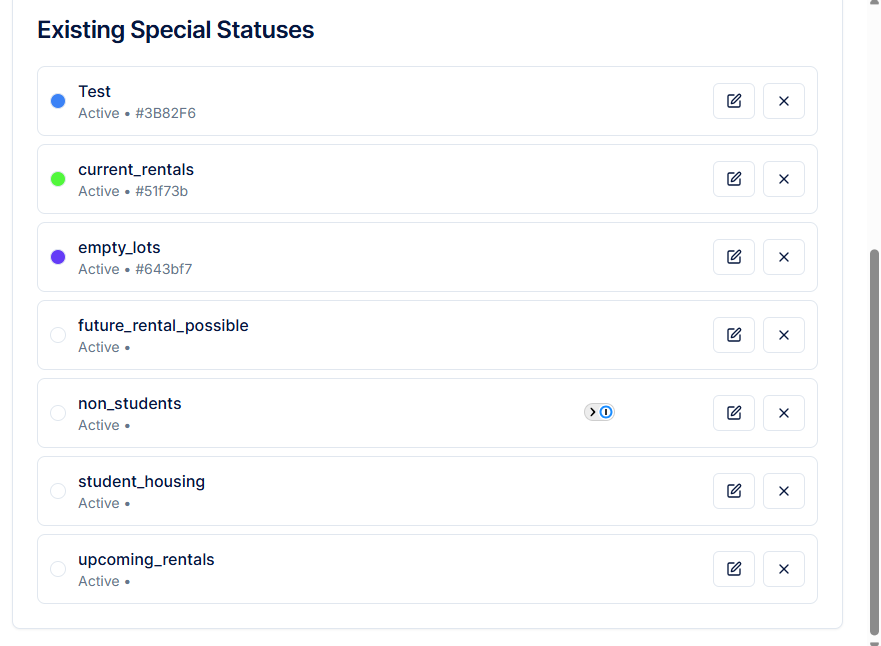 Existing Special Statuses
Test
Active • #3B82F6
current_rentals
Active • #51f73b
empty_lots
Active • #643bf7
future_rental_possible
Active •
non_students
Active •
student_housing
Active •
upcoming_rentals
Active •